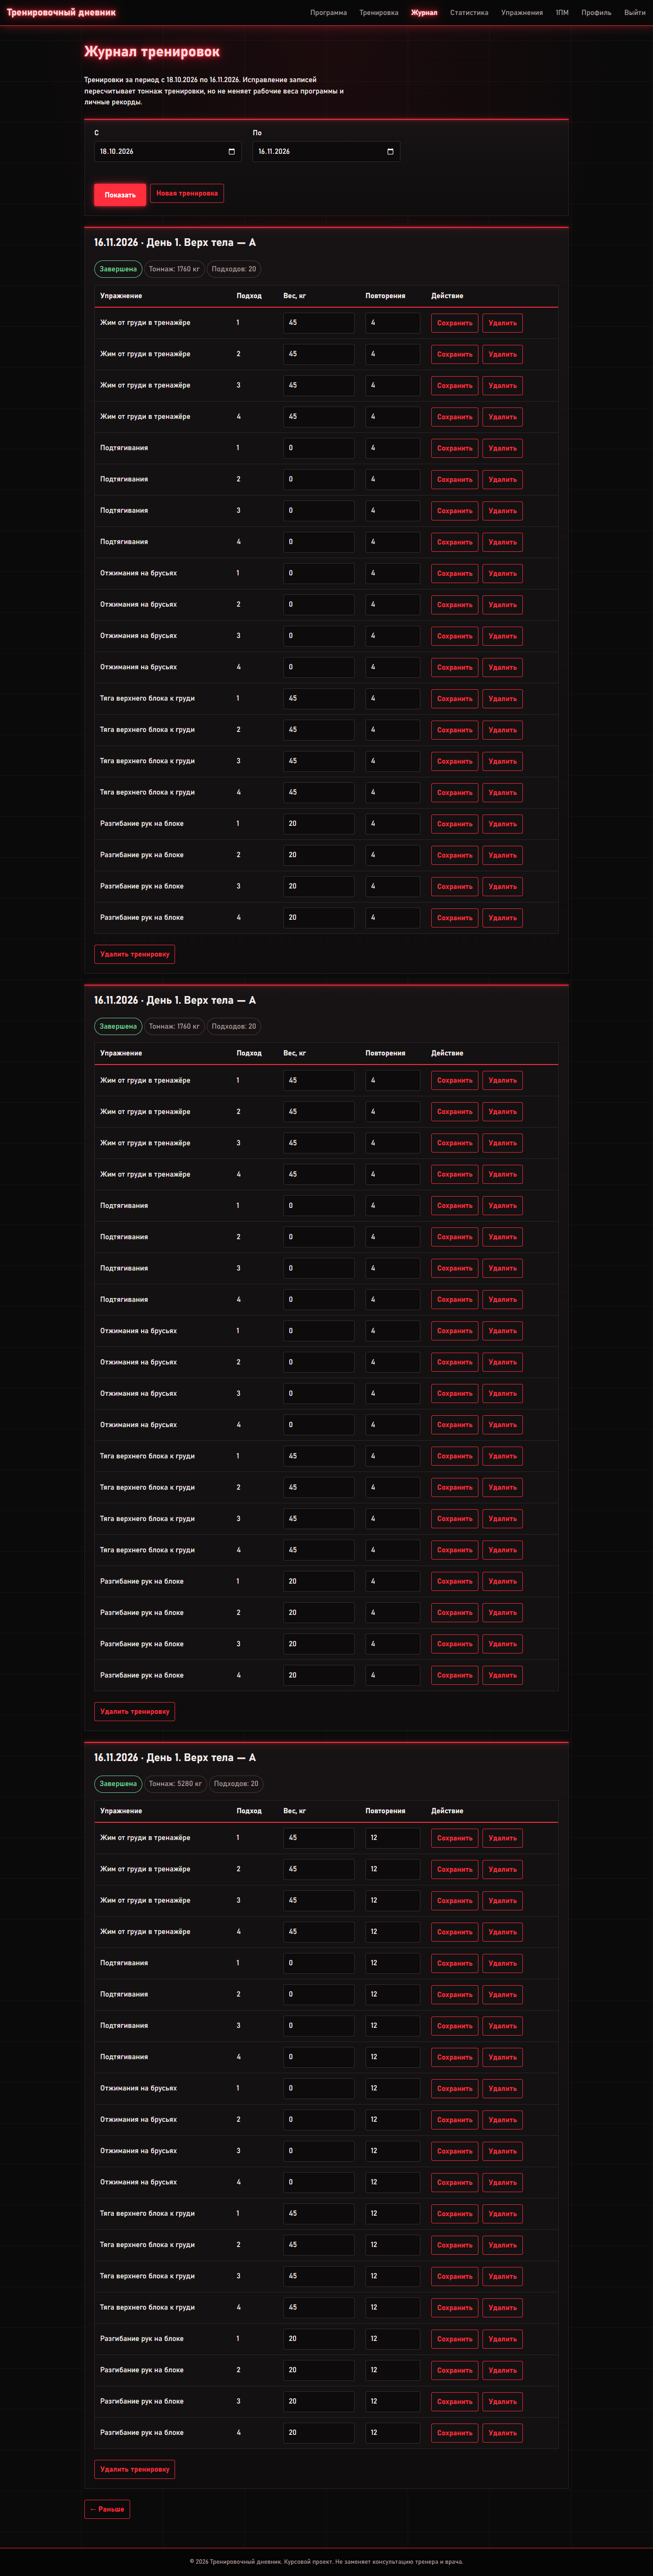 Тренировочный дневник
Программа Тренировка Журнал Статистика Упражнения 1ПМ Профиль Выйти
Журнал тренировок
Тренировки за период с 18.10.2026 по 16.11.2026. Исправление записей
пересчитывает тоннаж тренировки, но не меняет рабочие веса программы и
личные рекорды.
С По
18.10.2026 16.11.2026
Показать Новая тренировка
16.11.2026 · День 1. Верх тела — A
Завершена Тоннаж: 1760 кг Подходов: 20
Упражнение Подход Вес, кг Повторения Действие
Жим от груди в тренажёре 1 45 4 Сохранить Удалить
Жим от груди в тренажёре 2 45 4 Сохранить Удалить
Жим от груди в тренажёре 3 45 4 Сохранить Удалить
Жим от груди в тренажёре 4 45 4 Сохранить Удалить
Подтягивания 1 0 4 Сохранить Удалить
Подтягивания 2 0 4 Сохранить Удалить
Подтягивания 3 0 4 Сохранить Удалить
Подтягивания 4 0 4 Сохранить Удалить
Отжимания на брусьях 1 0 4 Сохранить Удалить
Отжимания на брусьях 2 0 4 Сохранить Удалить
Отжимания на брусьях 3 0 4 Сохранить Удалить
Отжимания на брусьях 4 0 4 Сохранить Удалить
Тяга верхнего блока к груди 1 45 4 Сохранить Удалить
Тяга верхнего блока к груди 2 45 4 Сохранить Удалить
Тяга верхнего блока к груди 3 45 4 Сохранить Удалить
Тяга верхнего блока к груди 4 45 4 Сохранить Удалить
Разгибание рук на блоке 1 20 4 Сохранить Удалить
Разгибание рук на блоке 2 20 4 Сохранить Удалить
Разгибание рук на блоке 3 20 4 Сохранить Удалить
Разгибание рук на блоке 4 20 4 Сохранить Удалить
Удалить тренировку
16.11.2026 · День 1. Верх тела — A
Завершена Тоннаж: 1760 кг Подходов: 20
Упражнение Подход Вес, кг Повторения Действие
Жим от груди в тренажёре 1 45 4 Сохранить Удалить
Жим от груди в тренажёре 2 45 4 Сохранить Удалить
Жим от груди в тренажёре 3 45 4 Сохранить Удалить
Жим от груди в тренажёре 4 45 4 Сохранить Удалить
Подтягивания 1 0 4 Сохранить Удалить
Подтягивания 2 0 4 Сохранить Удалить
Подтягивания 3 0 4 Сохранить Удалить
Подтягивания 4 0 4 Сохранить Удалить
Отжимания на брусьях 1 0 4 Сохранить Удалить
Отжимания на брусьях 2 0 4 Сохранить Удалить
Отжимания на брусьях 3 0 4 Сохранить Удалить
Отжимания на брусьях 4 0 4 Сохранить Удалить
Тяга верхнего блока к груди 1 45 4 Сохранить Удалить
Тяга верхнего блока к груди 2 45 4 Сохранить Удалить
Тяга верхнего блока к груди 3 45 4 Сохранить Удалить
Тяга верхнего блока к груди 4 45 4 Сохранить Удалить
Разгибание рук на блоке 1 20 4 Сохранить Удалить
Разгибание рук на блоке 2 20 4 Сохранить Удалить
Разгибание рук на блоке 3 20 4 Сохранить Удалить
Разгибание рук на блоке 4 20 4 Сохранить Удалить
Удалить тренировку
16.11.2026 · День 1. Верх тела — A
Завершена Тоннаж: 5280 кг Подходов: 20
Упражнение Подход Вес, кг Повторения Действие
Жим от груди в тренажёре 1 45 12 Сохранить Удалить
Жим от груди в тренажёре 2 45 12 Сохранить Удалить
Жим от груди в тренажёре 3 45 12 Сохранить Удалить
Жим от груди в тренажёре 4 45 12 Сохранить Удалить
Подтягивания 1 0 12 Сохранить Удалить
Подтягивания 2 0 12 Сохранить Удалить
Подтягивания 3 0 12 Сохранить Удалить
Подтягивания 4 0 12 Сохранить Удалить
Отжимания на брусьях 1 0 12 Сохранить Удалить
Отжимания на брусьях 2 0 12 Сохранить Удалить
Отжимания на брусьях 3 0 12 Сохранить Удалить
Отжимания на брусьях 4 0 12 Сохранить Удалить
Тяга верхнего блока к груди 1 45 12 Сохранить Удалить
Тяга верхнего блока к груди 2 45 12 Сохранить Удалить
Тяга верхнего блока к груди 3 45 12 Сохранить Удалить
Тяга верхнего блока к груди 4 45 12 Сохранить Удалить
Разгибание рук на блоке 1 20 12 Сохранить Удалить
Разгибание рук на блоке 2 20 12 Сохранить Удалить
Разгибание рук на блоке 3 20 12 Сохранить Удалить
Разгибание рук на блоке 4 20 12 Сохранить Удалить
Удалить тренировку
← Раньше
© 2026 Тренировочный дневник. Курсовой проект. Не заменяет консультацию тренера и врача.